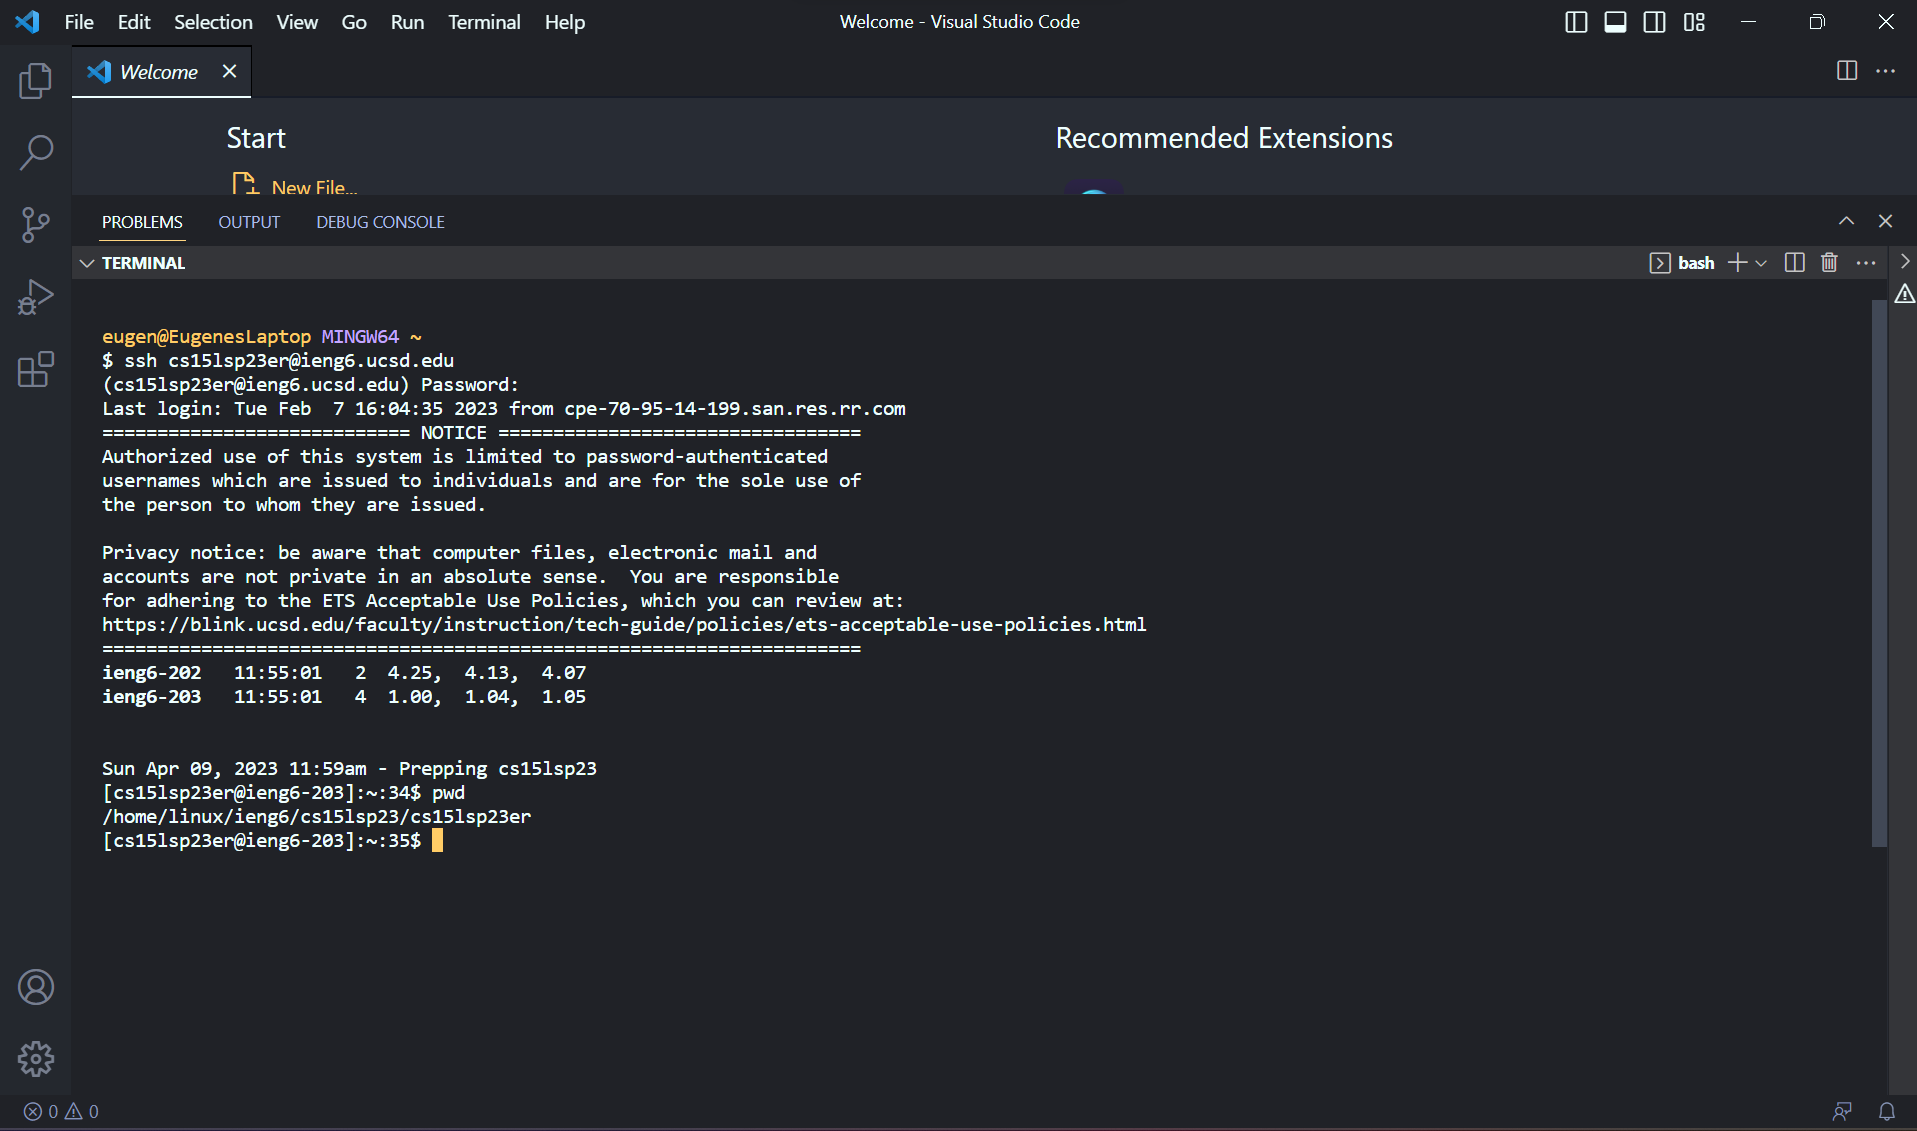 File Edit Selection View Go Run Terminal Help Welcome - Visual Studio Code
Welcome
Start
Recommended Extensions
New File...
PROBLEMS OUTPUT DEBUG CONSOLE
TERMINAL
bash
eugen@EugenesLaptop MINGW64 ~
$ ssh cs15lsp23er@ieng6.ucsd.edu
(cs15lsp23er@ieng6.ucsd.edu) Password:
Last login: Tue Feb  7 16:04:35 2023 from cpe-70-95-14-199.san.res.rr.com
============================ NOTICE =================================
Authorized use of this system is limited to password-authenticated
usernames which are issued to individuals and are for the sole use of
the person to whom they are issued.
Privacy notice: be aware that computer files, electronic mail and
accounts are not private in an absolute sense.  You are responsible
for adhering to the ETS Acceptable Use Policies, which you can review at:
https://blink.ucsd.edu/faculty/instruction/tech-guide/policies/ets-acceptable-use-policies.html
=====================================================================
ieng6-202   11:55:01   2  4.25,  4.13,  4.07
ieng6-203   11:55:01   4  1.00,  1.04,  1.05
Sun Apr 09, 2023 11:59am - Prepping cs15lsp23
[cs15lsp23er@ieng6-203]:~:34$ pwd
/home/linux/ieng6/cs15lsp23/cs15lsp23er
[cs15lsp23er@ieng6-203]:~:35$
0 0